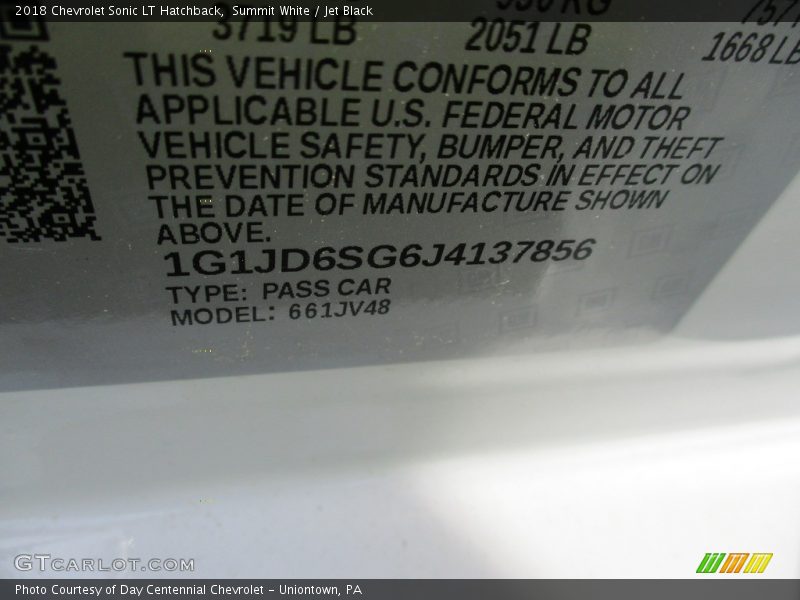 2018 Chevrolet Sonic LT Hatchback, Summit White / Jet Black
3719 LB 2051 LB 1668 LB
THIS VEHICLE CONFORMS TO ALL
APPLICABLE U.S. FEDERAL MOTOR
VEHICLE SAFETY, BUMPER, AND THEFT
PREVENTION STANDARDS IN EFFECT ON
THE DATE OF MANUFACTURE SHOWN
ABOVE.
1G1JD6SG6J4137856
TYPE: PASS CAR
MODEL: 661JV48
GTCARLOT.COM
Photo Courtesy of Day Centennial Chevrolet - Uniontown, PA